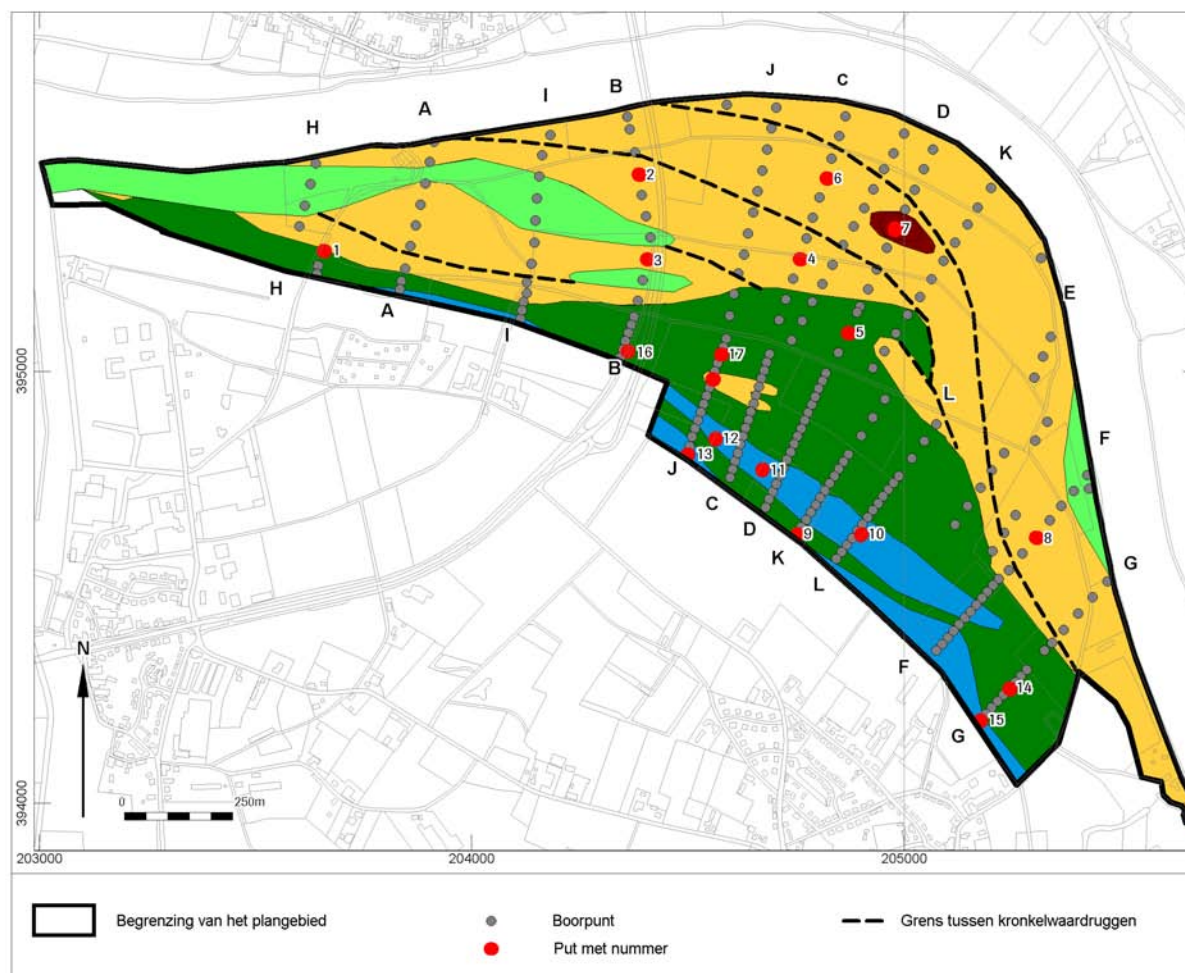 J
C
B
D
I
A
K
H
6
2
7
1
3
4
E
H
5
A
I
16
17
B
395000
L
F
12
13
11
J
C
9
10
8
D
K
G
L
N
F
14
15
G
0
250m
394000
203000
204000
205000
Begrenzing van het plangebied
Boorpunt
Grens tussen kronkelwaardruggen
Put met nummer